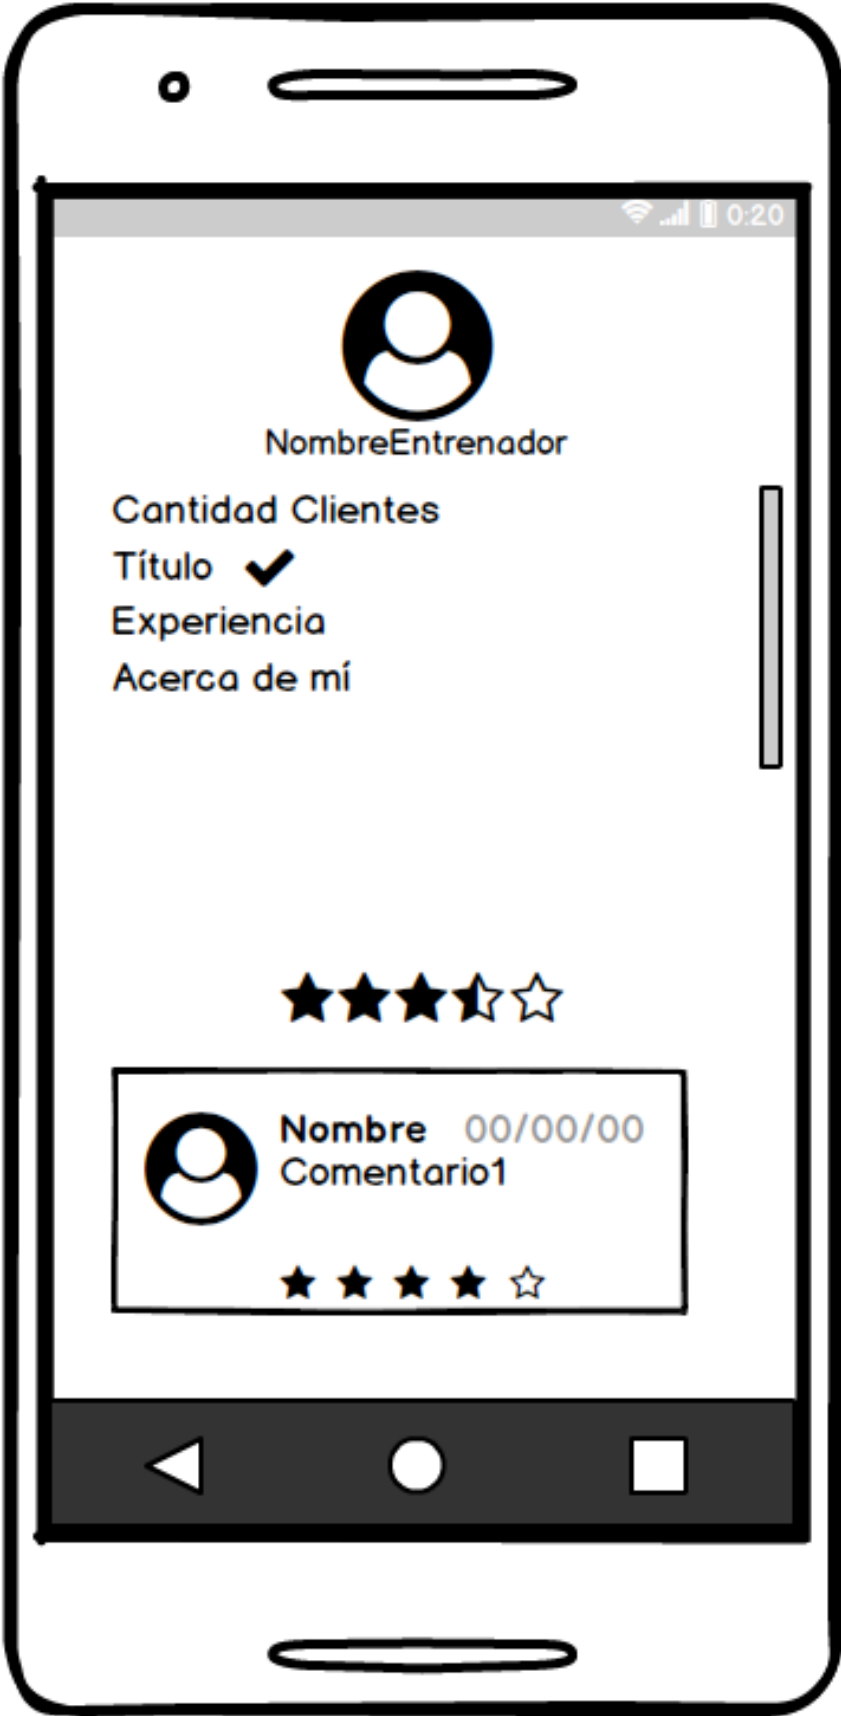 0:20
NombreEntrenador
Cantidad Clientes
Título
Experiencia
Acerca de mí
Nombre 00/00/00
Comentario1